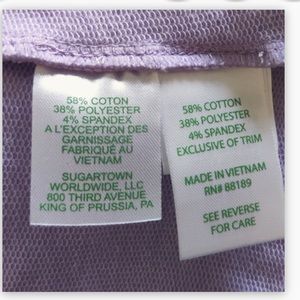 58% COTTON
38% POLYESTER
4% SPANDEX
A L'EXCEPTION DES
GARNISSAGE
FABRIQUÉ AU
VIETNAM
SUGARTOWN
WORLDWIDE, LLC
800 THIRD AVENUE
KING OF PRUSSIA, PA
58% COTTON
38% POLYESTER
4% SPANDEX
EXCLUSIVE OF TRIM
MADE IN VIETNAM
RN# 88189
SEE REVERSE
FOR CARE